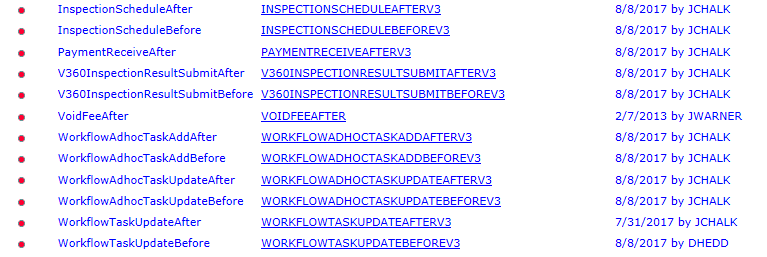 InspectionScheduleAfter INSPECTIONSCHEDULEAFTERV3 8/8/2017 by JCHALK
InspectionScheduleBefore INSPECTIONSCHEDULEBEFOREV3 8/8/2017 by JCHALK
PaymentReceiveAfter PAYMENTRECEIVEAFTERV3 8/8/2017 by JCHALK
V360InspectionResultSubmitAfter V360INSPECTIONRESULTSUBMITAFTERV3 8/8/2017 by JCHALK
V360InspectionResultSubmitBefore V360INSPECTIONRESULTSUBMITBEFOREV3 8/8/2017 by JCHALK
VoidFeeAfter VOIDFEEAFTER 2/7/2013 by JWARNER
WorkflowAdhocTaskAddAfter WORKFLOWADHOCTASKADDAFTERV3 8/8/2017 by JCHALK
WorkflowAdhocTaskAddBefore WORKFLOWADHOCTASKADDBEFOREV3 8/8/2017 by JCHALK
WorkflowAdhocTaskUpdateAfter WORKFLOWADHOCTASKUPDATEAFTERV3 8/8/2017 by JCHALK
WorkflowAdhocTaskUpdateBefore WORKFLOWADHOCTASKUPDATEBEFOREV3 8/8/2017 by JCHALK
WorkflowTaskUpdateAfter WORKFLOWTASKUPDATEAFTERV3 7/31/2017 by JCHALK
WorkflowTaskUpdateBefore WORKFLOWTASKUPDATEBEFOREV3 8/8/2017 by DHEDD